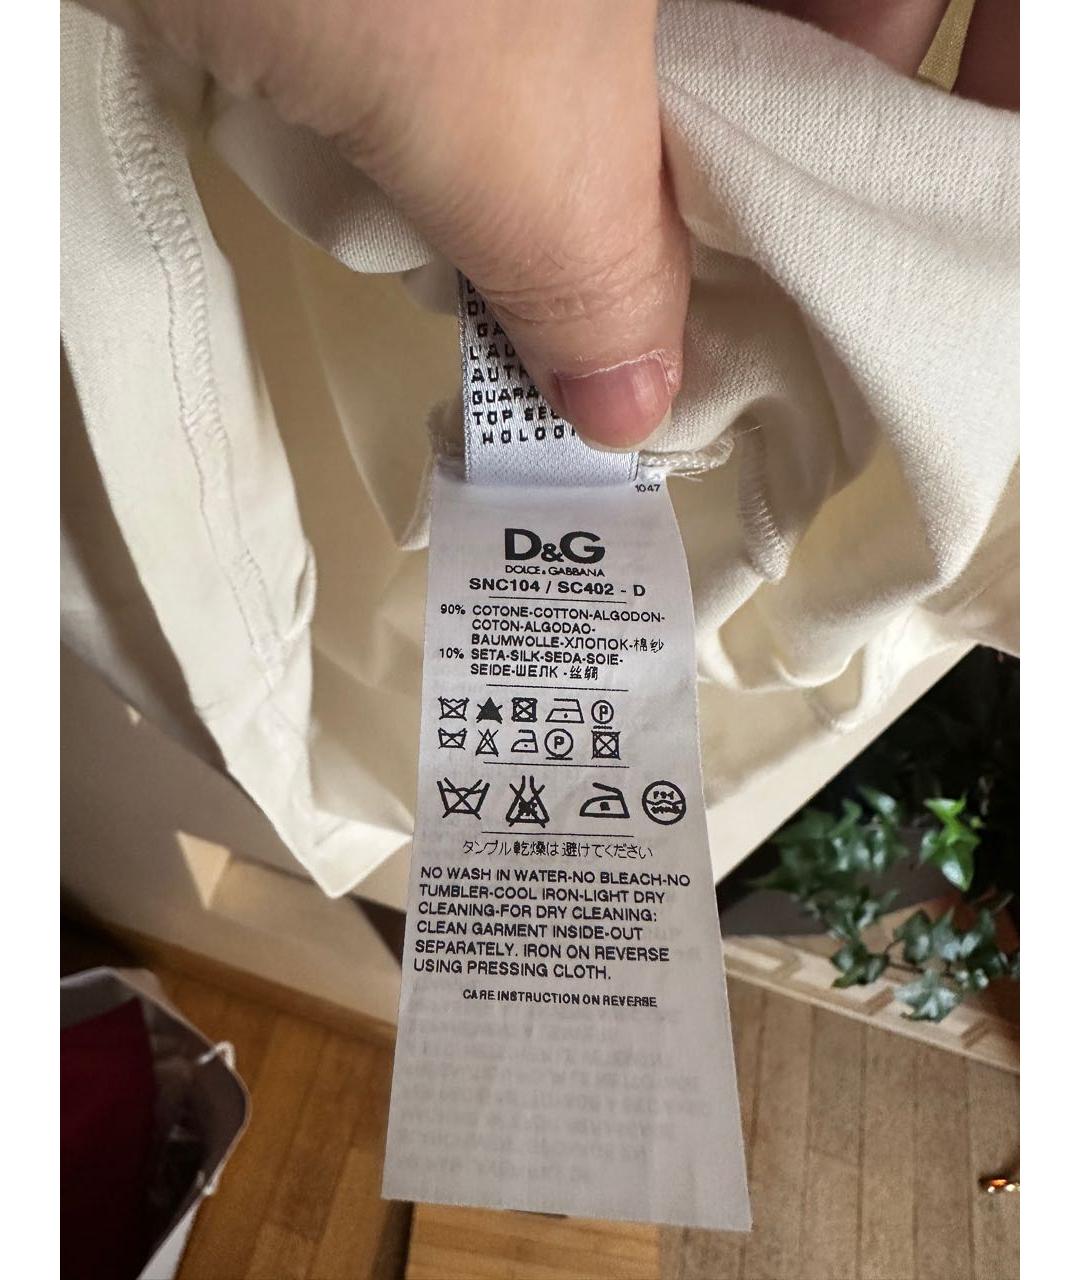 1047
D&G
DOLCE & GABBANA
SNC104 / SC402 - D
90% COTONE-COTTON-ALGODON-
COTON-ALGODAO-
BAUMWOLLE-ХЛОПОК-棉纱
10% SETA-SILK-SEDA-SOIE-
SEIDE-ШЕЛК -丝绸
P
P
タンブル乾燥は避けてください
NO WASH IN WATER-NO BLEACH-NO
TUMBLER-COOL IRON-LIGHT DRY
CLEANING-FOR DRY CLEANING:
CLEAN GARMENT INSIDE-OUT
SEPARATELY. IRON ON REVERSE
USING PRESSING CLOTH.
CARE INSTRUCTION ON REVERSE